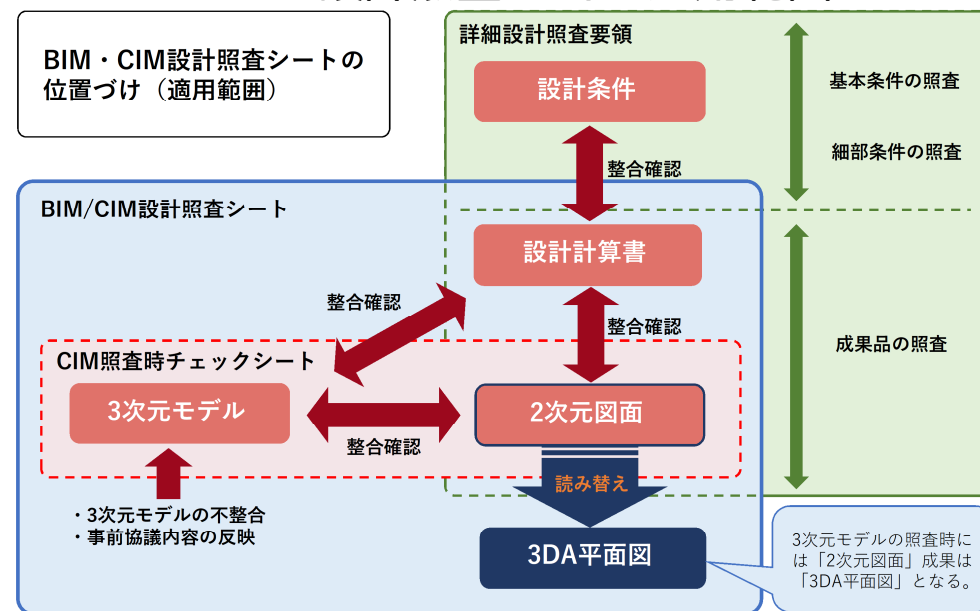 BIM・CIM設計照査シートの
位置づけ（適用範囲）
詳細設計照査要領
設計条件
基本条件の照査
細部条件の照査
整合確認
BIM/CIM設計照査シート
設計計算書
整合確認
整合確認
成果品の照査
CIM照査時チェックシート
3次元モデル
2次元図面
整合確認
読み替え
・3次元モデルの不整合
・事前協議内容の反映
3DA平面図
3次元モデルの照査時に
は「2次元図面」成果は
「3DA平面図」となる。